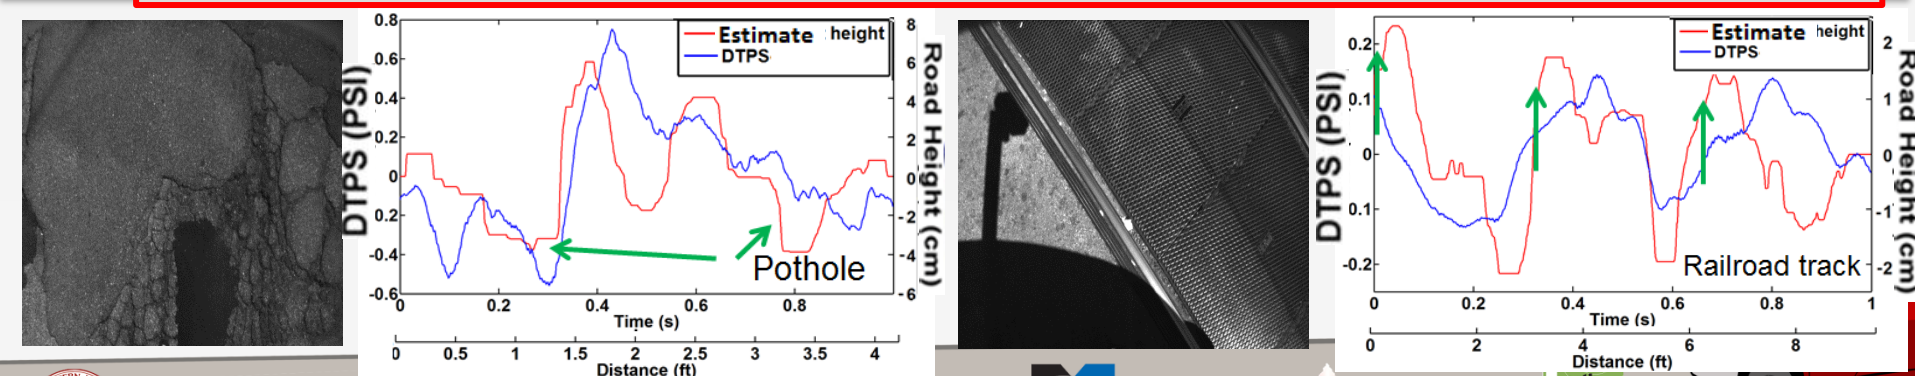 0.8
0.6
0.4
0.2
0
0.2
-0.4
-0.6
DTPS (PSI)
Estimate height
DTPS
8
6
4
2
0
-2
-4
-6
Road Height (cm)
Pothole
0 0.2 0.4 0.6 0.8
Time (s)
0 0.5 1 1.5 2 2.5 3 3.5 4
Distance (ft)
0.2
0.1
0
0.1
-0.2
DTPS (PSI)
Estimate height
DTPS
2
1
0
-1
-2
Road Height (cm)
Railroad track
0 0.2 0.4 0.6 0.8 1
Time (s)
0 2 4 6 8
Distance (ft)